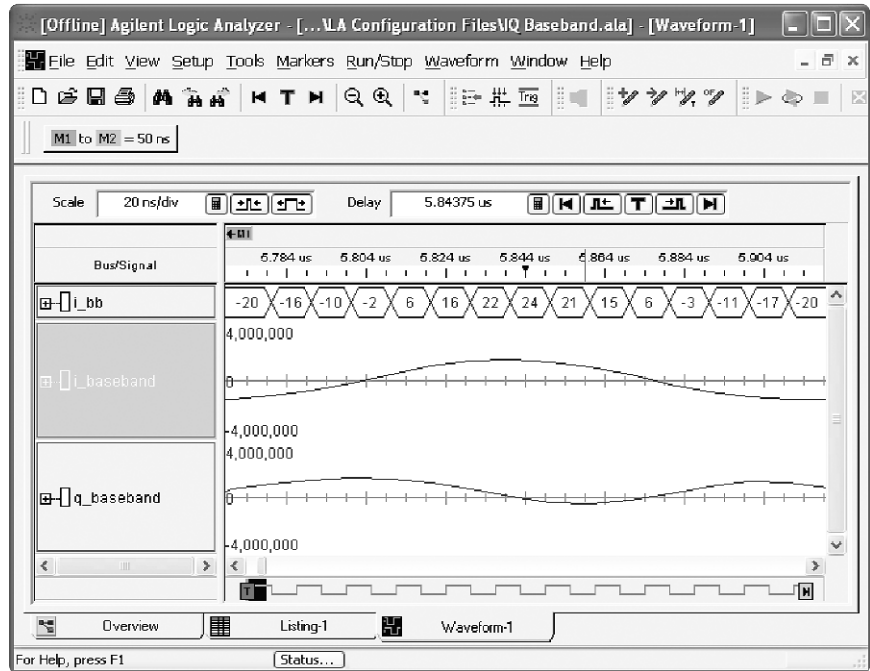 [Offline] Agilent Logic Analyzer - [...\LA Configuration Files\IQ Baseband.ala] - [Waveform-1]
File Edit View Setup Tools Markers Run/Stop Waveform Window Help
T Trig
M1 to M2 = 50 ns
Scale 20 ns/div Delay 5.84375 us T
M1
Bus/Signal 5.784 us 5.804 us 5.824 us 5.844 us 5.864 us 5.884 us 5.904 us
i_bb -20 -16 -10 -2 6 16 22 24 21 15 6 -3 -11 -17 -20
4,000,000
i_baseband 0
-4,000,000
4,000,000
q_baseband 0
-4,000,000
T
Overview Listing-1 Waveform-1
For Help, press F1 Status...